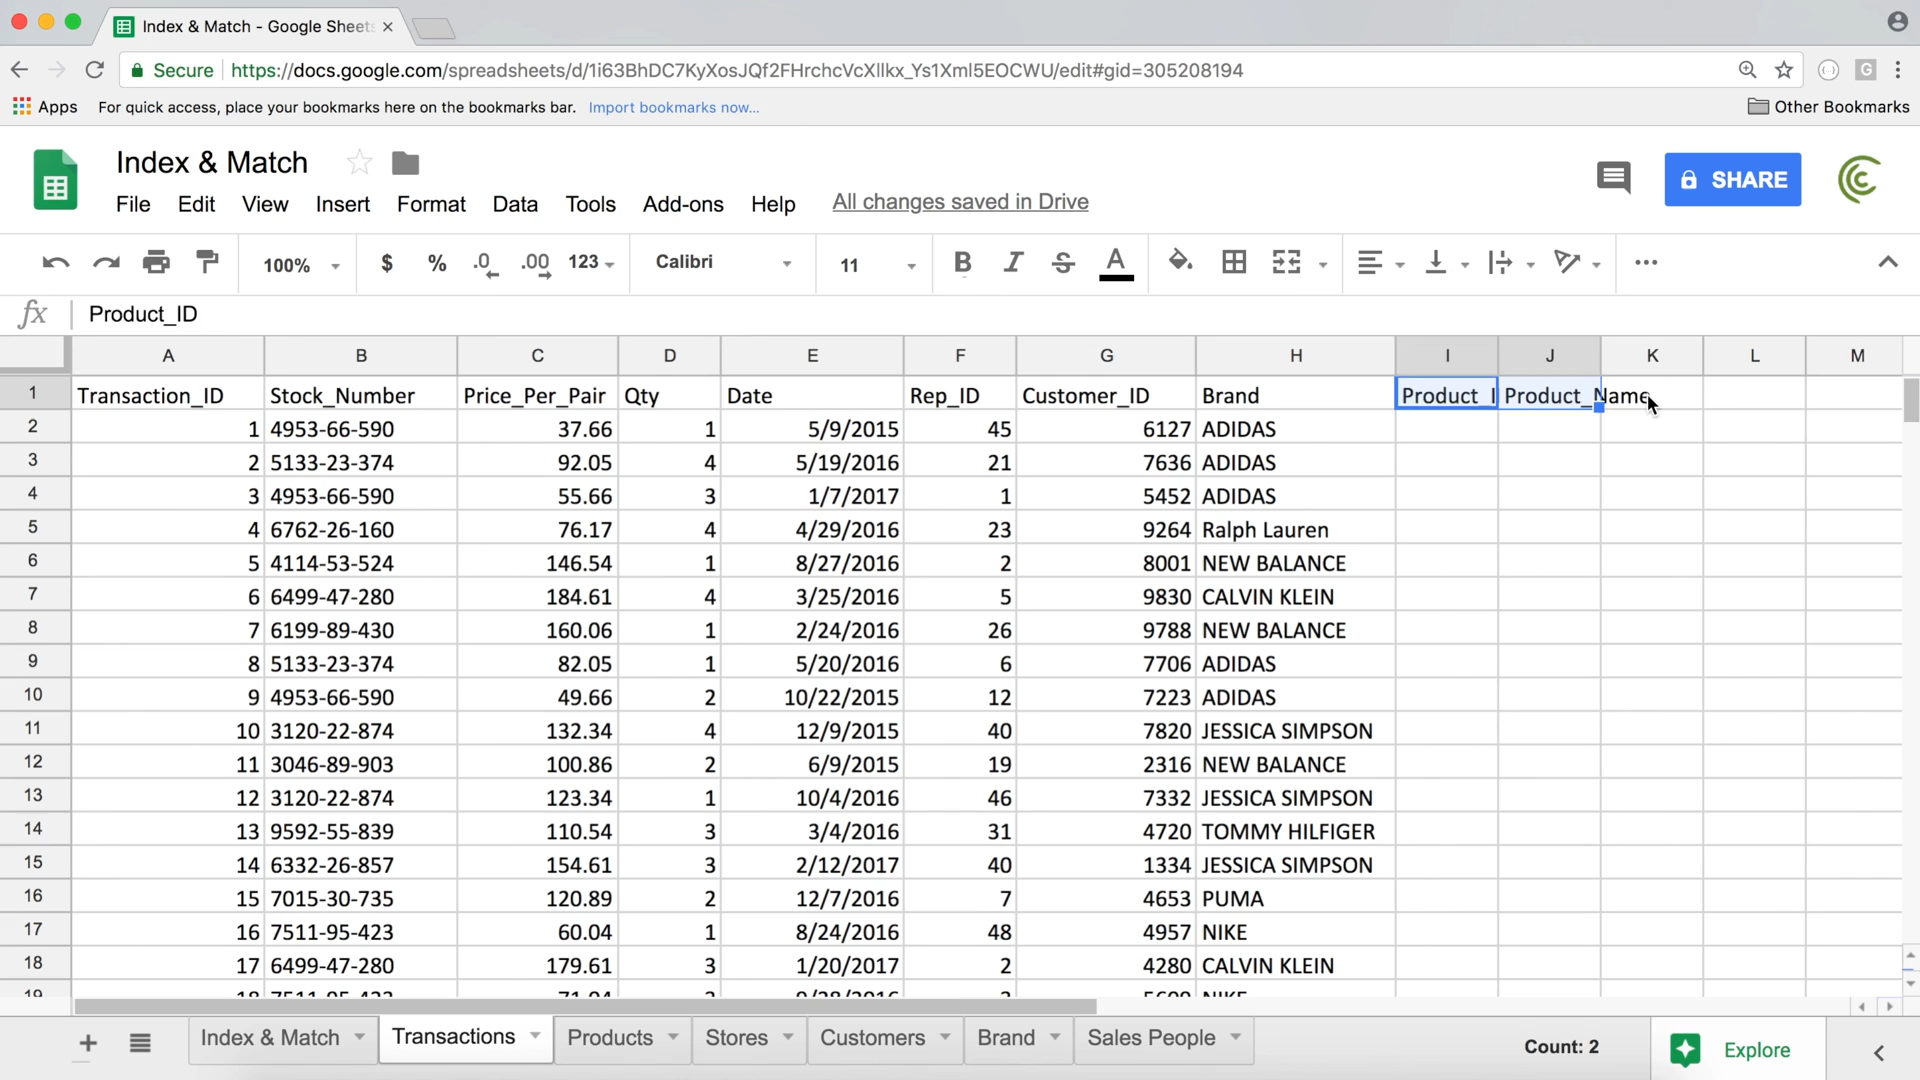 Index & Match - Google Sheets
Secure https://docs.google.com/spreadsheets/d/1i63BhDC7KyXosJQf2FHrchcVcXllkx_Ys1Xml5EOCWU/edit#gid=305208194
Apps For quick access, place your bookmarks here on the bookmarks bar. Import bookmarks now... Other Bookmarks
Index & Match
SHARE
File Edit View Insert Format Data Tools Add-ons Help All changes saved in Drive
100% $ % .0 .00 123 Calibri 11 B I S A
fx Product_ID
A B C D E F G H I J K L M
1 Transaction_ID Stock_Number Price_Per_Pair Qty Date Rep_ID Customer_ID Brand Product_I Product_Name
2 1 4953-66-590 37.66 1 5/9/2015 45 6127 ADIDAS
3 2 5133-23-374 92.05 4 5/19/2016 21 7636 ADIDAS
4 3 4953-66-590 55.66 3 1/7/2017 1 5452 ADIDAS
5 4 6762-26-160 76.17 4 4/29/2016 23 9264 Ralph Lauren
6 5 4114-53-524 146.54 1 8/27/2016 2 8001 NEW BALANCE
7 6 6499-47-280 184.61 4 3/25/2016 5 9830 CALVIN KLEIN
8 7 6199-89-430 160.06 1 2/24/2016 26 9788 NEW BALANCE
9 8 5133-23-374 82.05 1 5/20/2016 6 7706 ADIDAS
10 9 4953-66-590 49.66 2 10/22/2015 12 7223 ADIDAS
11 10 3120-22-874 132.34 4 12/9/2015 40 7820 JESSICA SIMPSON
12 11 3046-89-903 100.86 2 6/9/2015 19 2316 NEW BALANCE
13 12 3120-22-874 123.34 1 10/4/2016 46 7332 JESSICA SIMPSON
14 13 9592-55-839 110.54 3 3/4/2016 31 4720 TOMMY HILFIGER
15 14 6332-26-857 154.61 3 2/12/2017 40 1334 JESSICA SIMPSON
16 15 7015-30-735 120.89 2 12/7/2016 7 4653 PUMA
17 16 7511-95-423 60.04 1 8/24/2016 48 4957 NIKE
18 17 6499-47-280 179.61 3 1/20/2017 2 4280 CALVIN KLEIN
19 18
Index & Match Transactions Products Stores Customers Brand Sales People Count: 2 Explore